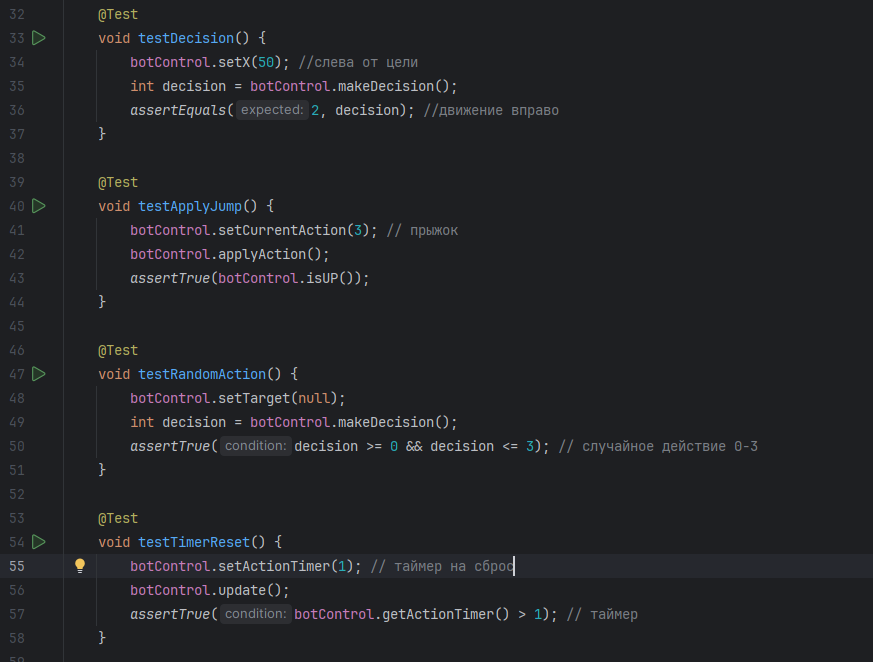 32 @Test
33 void testDecision() {
34 botControl.setX(50); //слева от цели
35 int decision = botControl.makeDecision();
36 assertEquals( expected: 2, decision); //движение вправо
37 }
38
39 @Test
40 void testApplyJump() {
41 botControl.setCurrentAction(3); // прыжок
42 botControl.applyAction();
43 assertTrue(botControl.isUP());
44 }
45
46 @Test
47 void testRandomAction() {
48 botControl.setTarget(null);
49 int decision = botControl.makeDecision();
50 assertTrue( condition: decision >= 0 && decision <= 3); // случайное действие 0-3
51 }
52
53 @Test
54 void testTimerReset() {
55 botControl.setActionTimer(1); // таймер на сброс
56 botControl.update();
57 assertTrue( condition: botControl.getActionTimer() > 1); // таймер
58 }
59